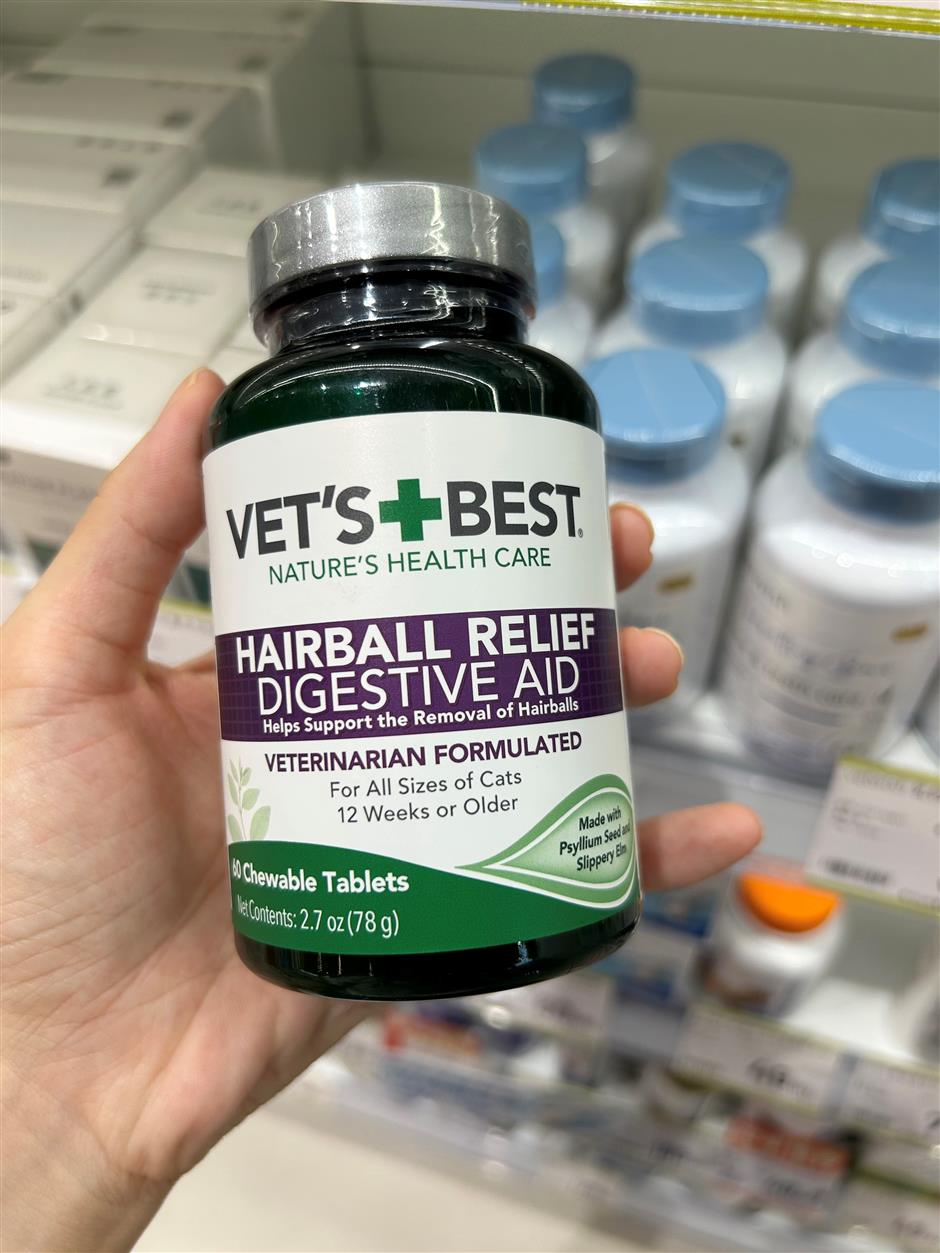 VET'S BEST®
NATURE'S HEALTH CARE
HAIRBALL RELIEF
DIGESTIVE AID
Helps Support the Removal of Hairballs
VETERINARIAN FORMULATED
For All Sizes of Cats
12 Weeks or Older
Made with
Psyllium Seed and
Slippery Elm
60 Chewable Tablets
Net Contents: 2.7 oz (78 g)